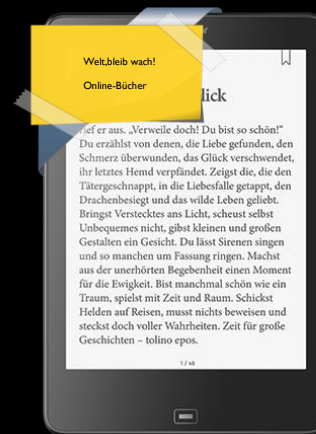 Welt,bleib wach!
Online-Bücher
lick
rief er aus. „Verweile doch! Du bist so schön!“
Du erzählst von denen, die Liebe gefunden, den
Schmerz überwunden, das Glück verschwendet,
ihr letztes Hemd verpfändet. Zeigst die, die den
Tätergeschnappt, in die Liebesfalle getappt, den
Drachenbesiegt und das wilde Leben geliebt.
Bringst Verstecktes ans Licht, scheust selbst
Unbequemes nicht, gibst kleinen und großen
Gestalten ein Gesicht. Du lässt Sirenen singen
und so manchen um Fassung ringen. Machst
aus der unerhörten Begebenheit einen Moment
für die Ewigkeit. Bist manchmal schön wie ein
Traum, spielst mit Zeit und Raum. Schickst
Helden auf Reisen, musst nichts beweisen und
steckst doch voller Wahrheiten. Zeit für große
Geschichten – tolino epos.
1 / 48